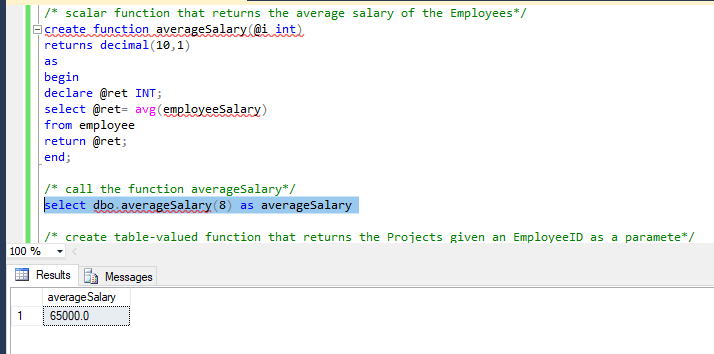 /* scalar function that returns the average salary of the Employees*/
create function averageSalary(@i int)
returns decimal(10,1)
as
begin
declare @ret INT;
select @ret= avg(employeeSalary)
from employee
return @ret;
end;
/* call the function averageSalary*/
select dbo.averageSalary(8) as averageSalary
/* create table-valued function that returns the Projects given an EmployeeID as a paramete*/
100 %
Results Messages
averageSalary
1 65000.0